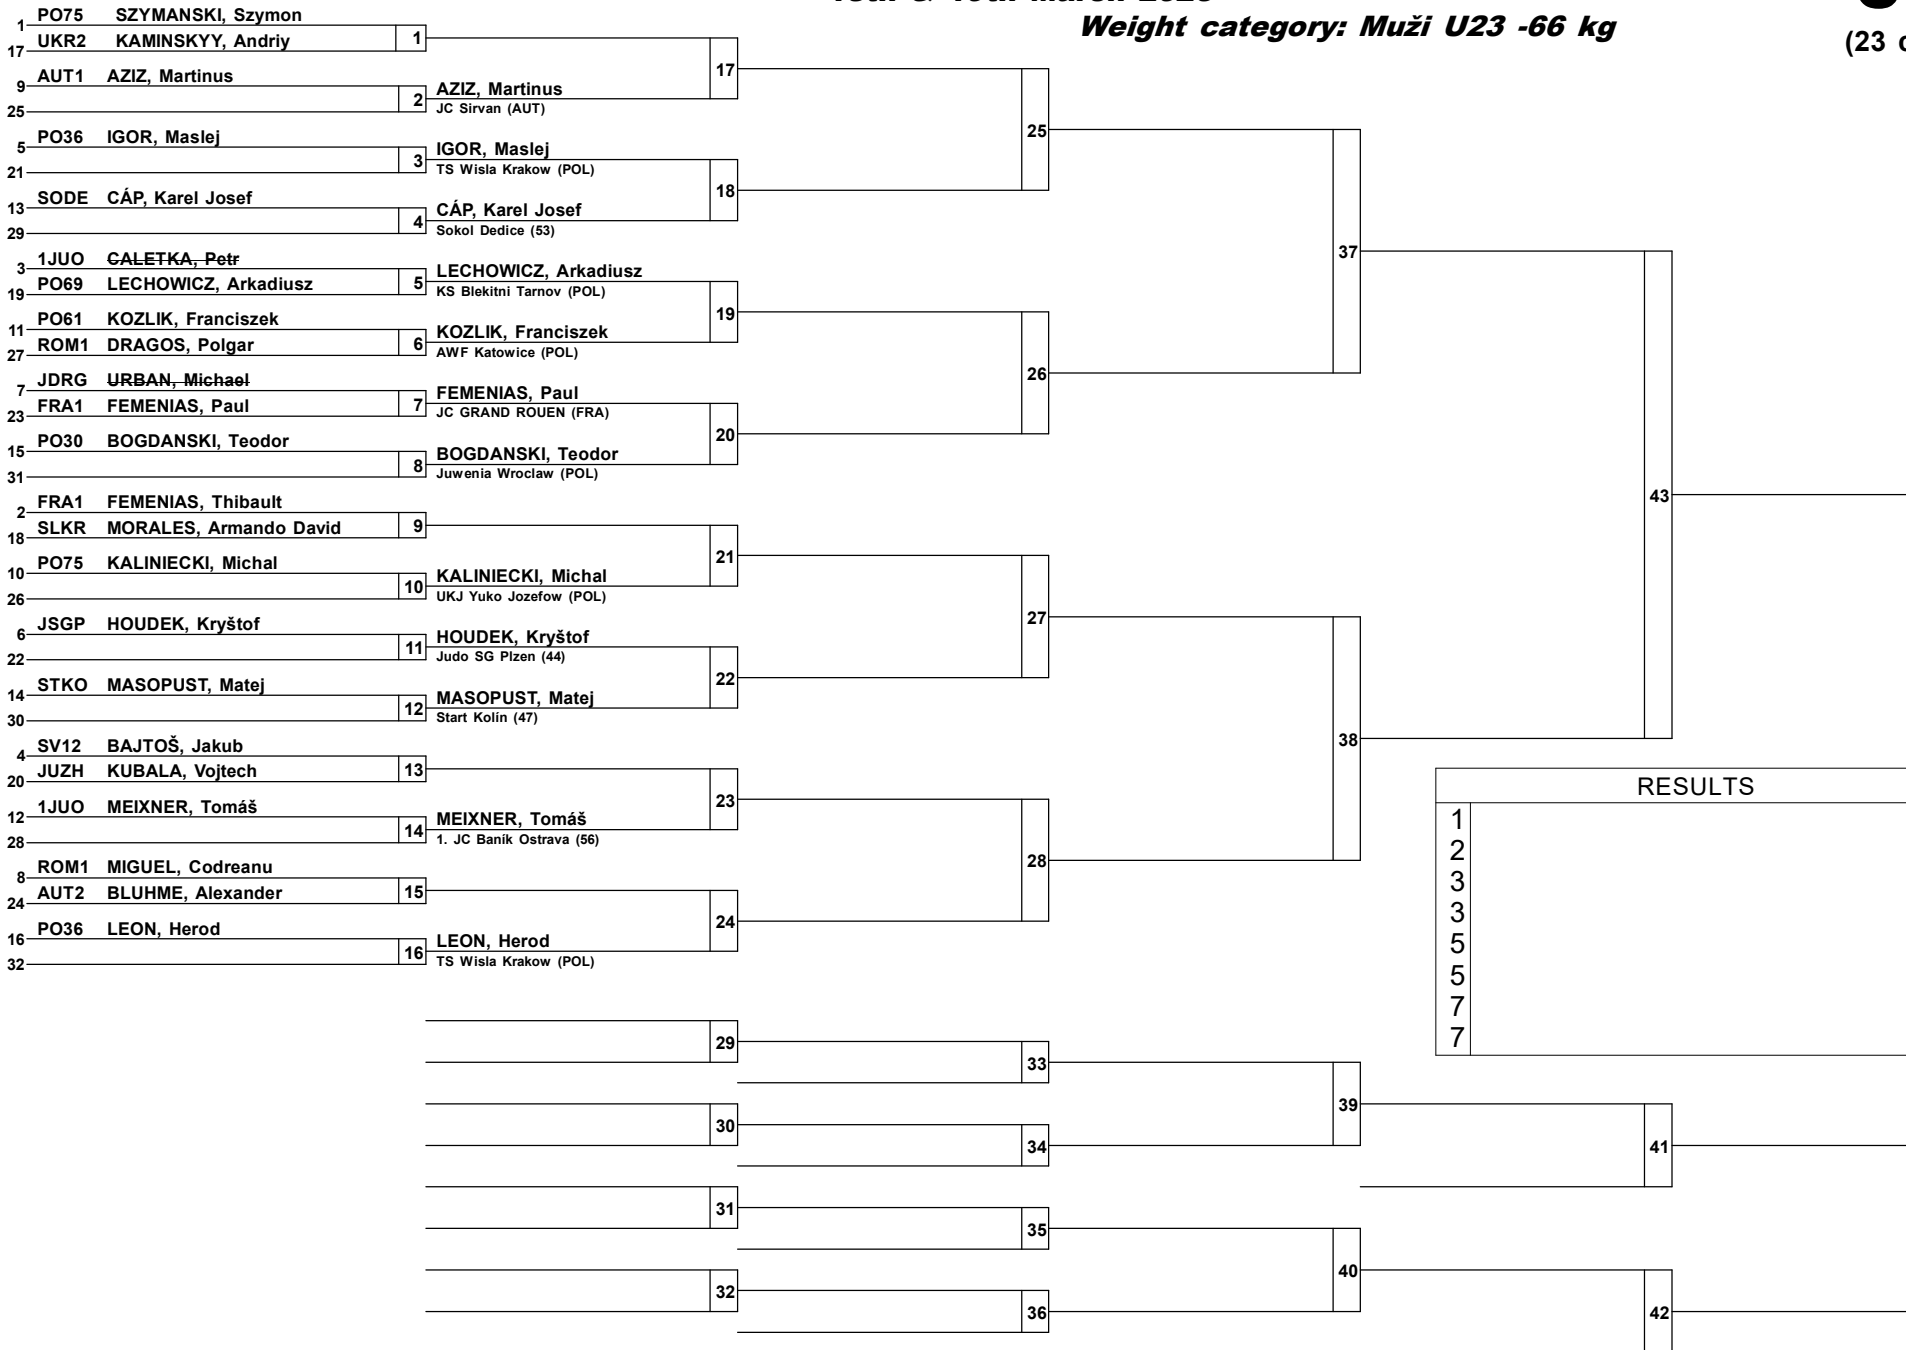 Weight category: Muži U23 -66 kg
(23
1 PO75 SZYMANSKI, Szymon
17 UKR2 KAMINSKYY, Andriy
1
9 AUT1 AZIZ, Martinus
25
2
AZIZ, Martinus
JC Sirvan (AUT)
17
5 PO36 IGOR, Maslej
21
3
IGOR, Maslej
TS Wisla Krakow (POL)
13 SODE CÁP, Karel Josef
29
4
CÁP, Karel Josef
Sokol Dedice (53)
18
25
3 1JUO CALETKA, Petr
19 PO69 LECHOWICZ, Arkadiusz
5
LECHOWICZ, Arkadiusz
KS Blekitni Tarnov (POL)
11 PO61 KOZLIK, Franciszek
27 ROM1 DRAGOS, Polgar
6
KOZLIK, Franciszek
AWF Katowice (POL)
19
7 JDRG URBAN, Michael
23 FRA1 FEMENIAS, Paul
7
FEMENIAS, Paul
JC GRAND ROUEN (FRA)
15 PO30 BOGDANSKI, Teodor
31
8
BOGDANSKI, Teodor
Juwenia Wroclaw (POL)
20
26
37
2 FRA1 FEMENIAS, Thibault
18 SLKR MORALES, Armando David
9
10 PO75 KALINIECKI, Michal
26
10
KALINIECKI, Michal
UKJ Yuko Jozefow (POL)
21
6 JSGP HOUDEK, Kryštof
22
11
HOUDEK, Kryštof
Judo SG Plzen (44)
14 STKO MASOPUST, Matej
30
12
MASOPUST, Matej
Start Kolín (47)
22
27
4 SV12 BAJTOŠ, Jakub
20 JUZH KUBALA, Vojtech
13
12 1JUO MEIXNER, Tomáš
28
14
MEIXNER, Tomáš
1. JC Baník Ostrava (56)
23
8 ROM1 MIGUEL, Codreanu
24 AUT2 BLUHME, Alexander
15
16 PO36 LEON, Herod
32
16
LEON, Herod
TS Wisla Krakow (POL)
24
28
38
43
RESULTS
1
2
3
3
5
5
7
7
29
33
30
34
39
41
31
35
32
36
40
42